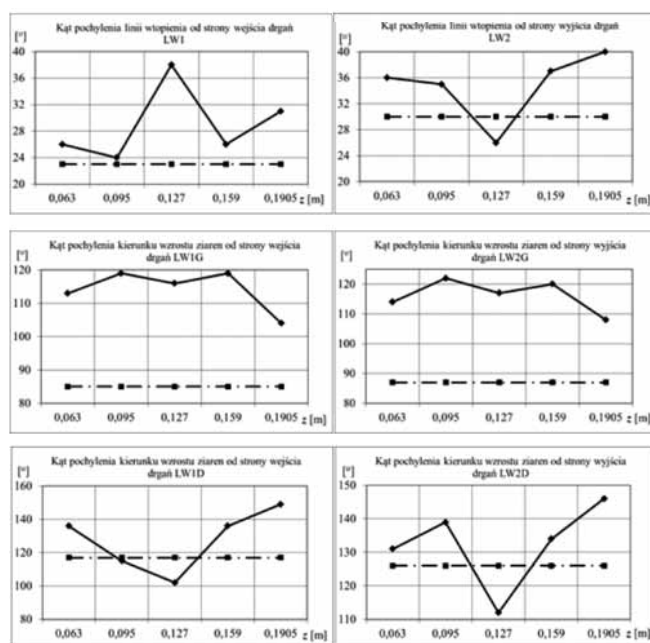 Kąt pochylenia linii wtopienia od strony wejścia drgań
[°]
LW1
40
36
32
28
24
20
0,063 0,095 0,127 0,159 0,1905 z [m]
Kąt pochylenia linii wtopienia od strony wyjścia drgań
[°]
LW2
40
36
32
28
24
20
0,063 0,095 0,127 0,159 0,1905 z [m]
Kąt pochylenia kierunku wzrostu ziaren od strony wejścia
[°]
drgań LW1G
120
110
100
90
80
0,063 0,095 0,127 0,159 0,1905 z [m]
Kąt pochylenia kierunku wzrostu ziaren od strony wyjścia
[°]
drgań LW2G
120
110
100
90
80
0,063 0,095 0,127 0,159 0,1905 z [m]
Kąt pochylenia kierunku wzrostu ziaren od strony wejścia
[°]
drgań LW1D
160
140
120
100
80
0,063 0,095 0,127 0,159 0,1905 z [m]
Kąt pochylenia kierunku wzrostu ziaren od strony wyjścia
[°]
drgań LW2D
150
140
130
120
110
0,063 0,095 0,127 0,159 0,1905 z [m]